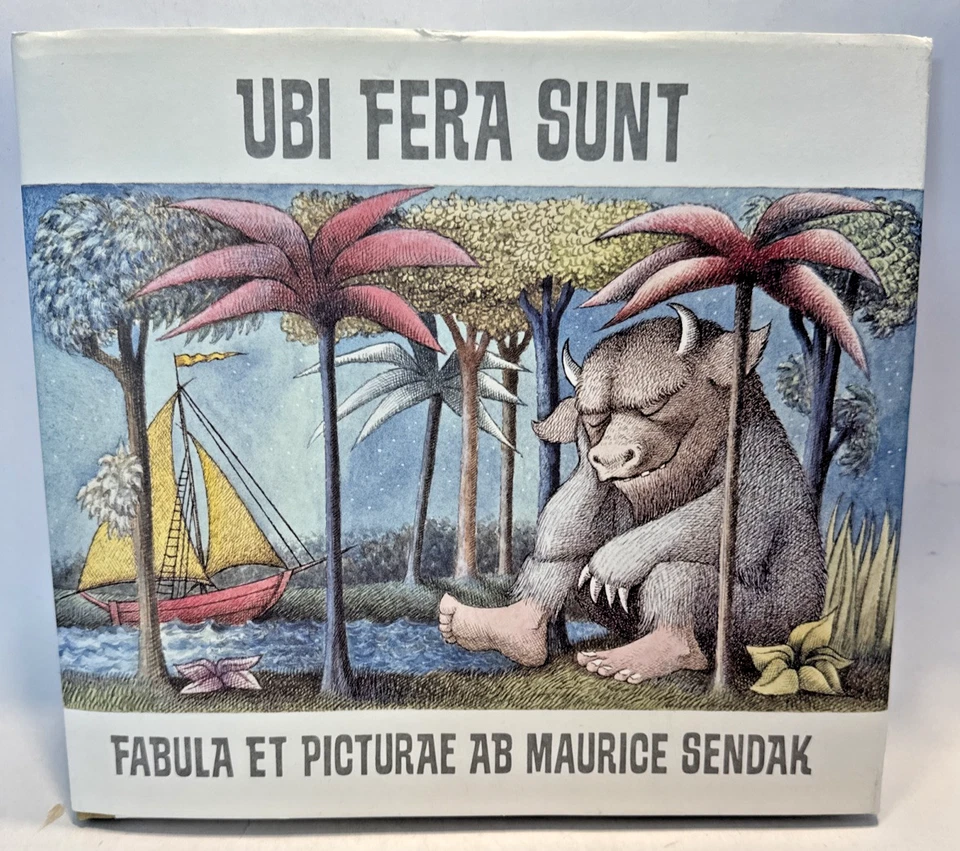 UBI FERA SUNT
FABULA ET PICTURAE AB MAURICE SENDAK